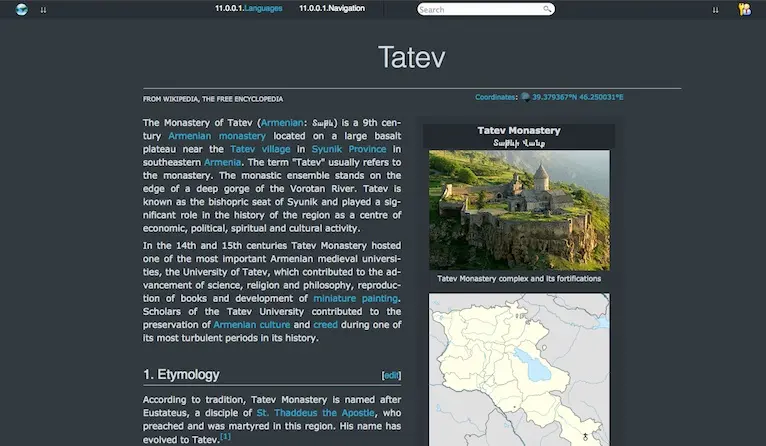 11.0.0.1.Languages
11.0.0.1.Navigation
Search
Tatev
FROM WIKIPEDIA, THE FREE ENCYCLOPEDIA
Coordinates: 39.379367°N 46.250031°E
The Monastery of Tatev (Armenian: Տաթև) is a 9th cen-
tury Armenian monastery located on a large basalt
plateau near the Tatev village in Syunik Province in
southeastern Armenia. The term "Tatev" usually refers to
the monastery. The monastic ensemble stands on the
edge of a deep gorge of the Vorotan River. Tatev is
known as the bishopric seat of Syunik and played a sig-
nificant role in the history of the region as a centre of
economic, political, spiritual and cultural activity.
In the 14th and 15th centuries Tatev Monastery hosted
one of the most important Armenian medieval universi-
ties, the University of Tatev, which contributed to the ad-
vancement of science, religion and philosophy, reproduc-
tion of books and development of miniature painting.
Scholars of the Tatev University contributed to the
preservation of Armenian culture and creed during one of
its most turbulent periods in its history.
1. Etymology
[edit]
According to tradition, Tatev Monastery is named after
Eustateus, a disciple of St. Thaddeus the Apostle, who
preached and was martyred in this region. His name has
evolved to Tatev.[1]
Tatev Monastery
Տաթևի Վանք
Tatev Monastery complex and its fortifications